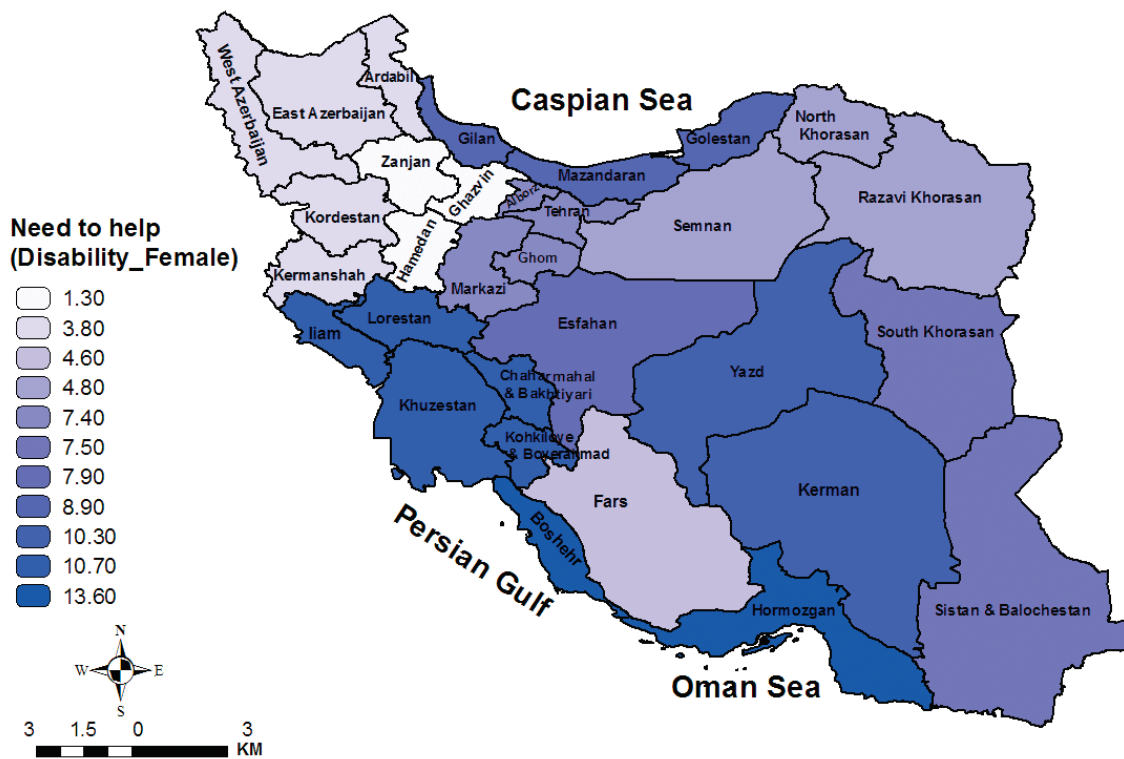 Caspian Sea
West Azerbaijan
East Azerbaijan
Ardabil
Gilan
Golestan
North
Khorasan
Zanjan
Ghazvin
Mazandaran
Alborz
Tehran
Razavi Khorasan
Kordestan
Semnan
Hamedan
Ghom
Kermanshah
Markazi
Need to help
(Disability_Female)
1.30
3.80
4.60
4.80
7.40
7.50
7.90
8.90
10.30
10.70
13.60
Lorestan
Iiam
Esfahan
South Khorasan
Yazd
Chaharmahal
& Bakhtiyari
Khuzestan
Kohkiloye
& Boyerahmad
Kerman
Fars
Persian Gulf
Boshehr
Hormozgan
Sistan & Balochestan
Oman Sea
N
W E
S
3 1.5 0 3
KM